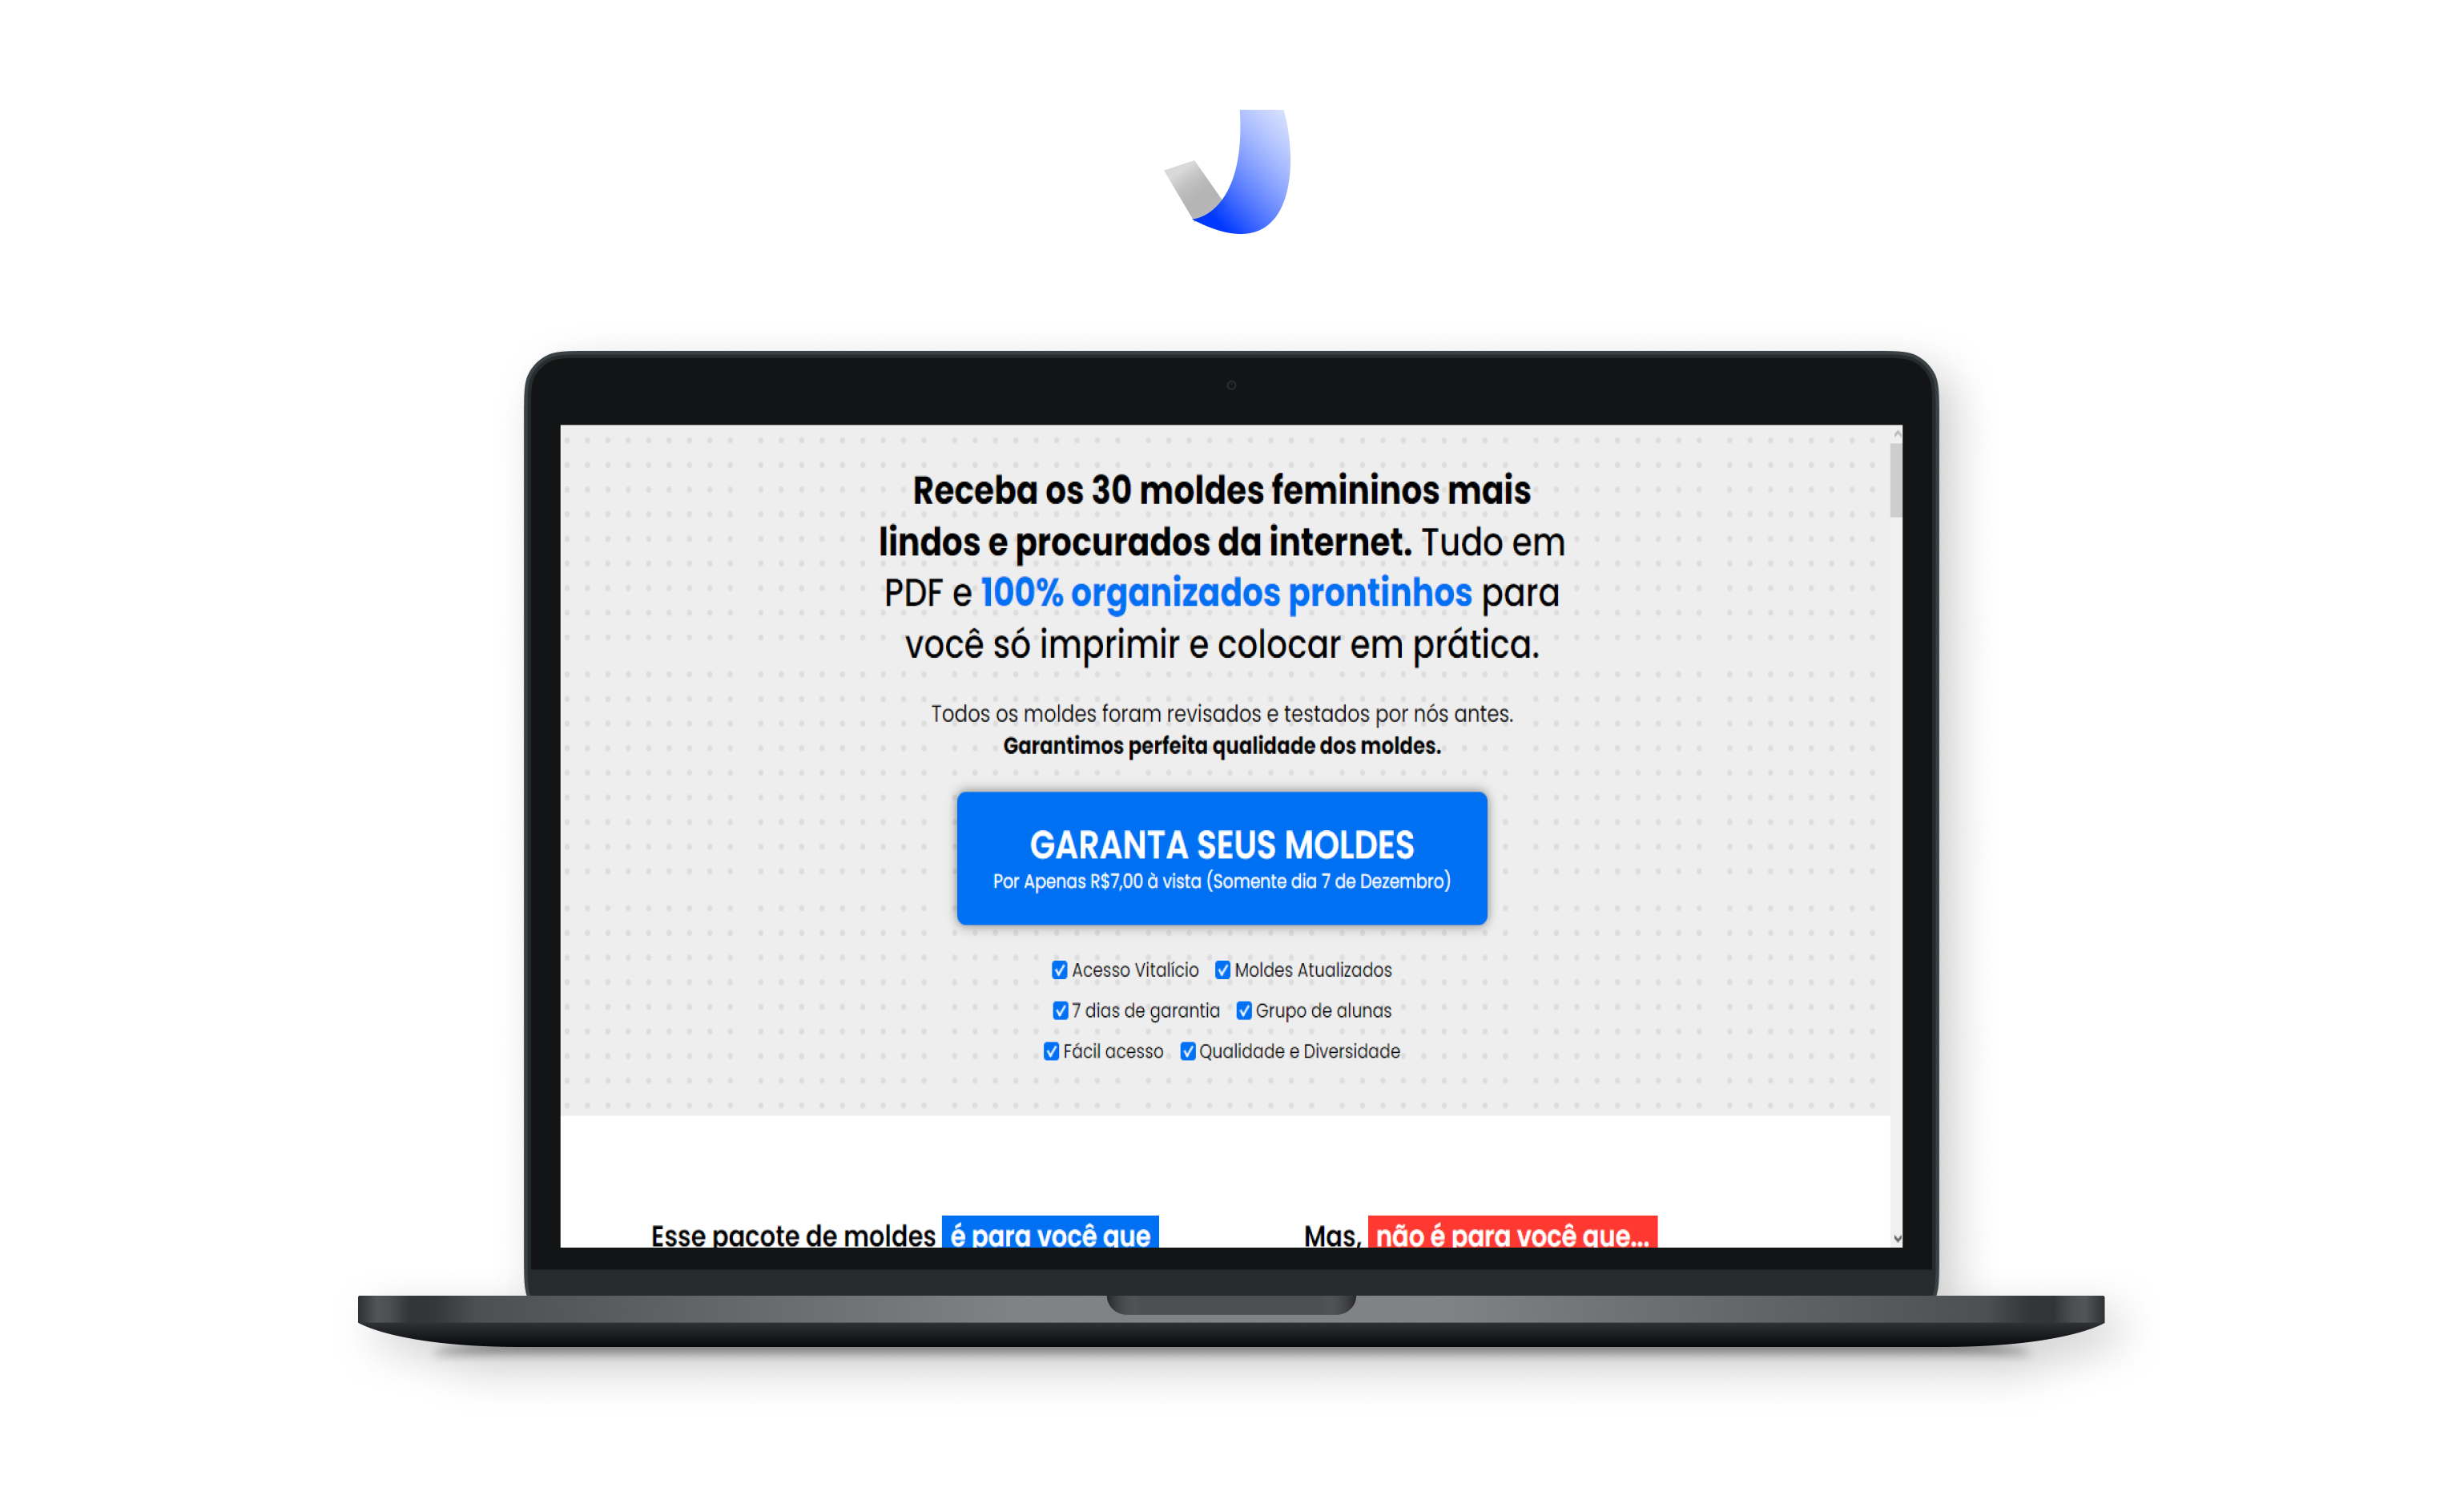 Receba os 30 moldes femininos mais
lindos e procurados da internet. Tudo em
PDF e 100% organizados prontinhos para
você só imprimir e colocar em prática.
Todos os moldes foram revisados e testados por nós antes.
Garantimos perfeita qualidade dos moldes.
GARANTA SEUS MOLDES
Por Apenas R$7,00 à vista (Somente dia 7 de Dezembro)
Acesso Vitalício Moldes Atualizados
7 dias de garantia Grupo de alunas
Fácil acesso Qualidade e Diversidade
Esse pacote de moldes é para você que
Mas, não é para você que...